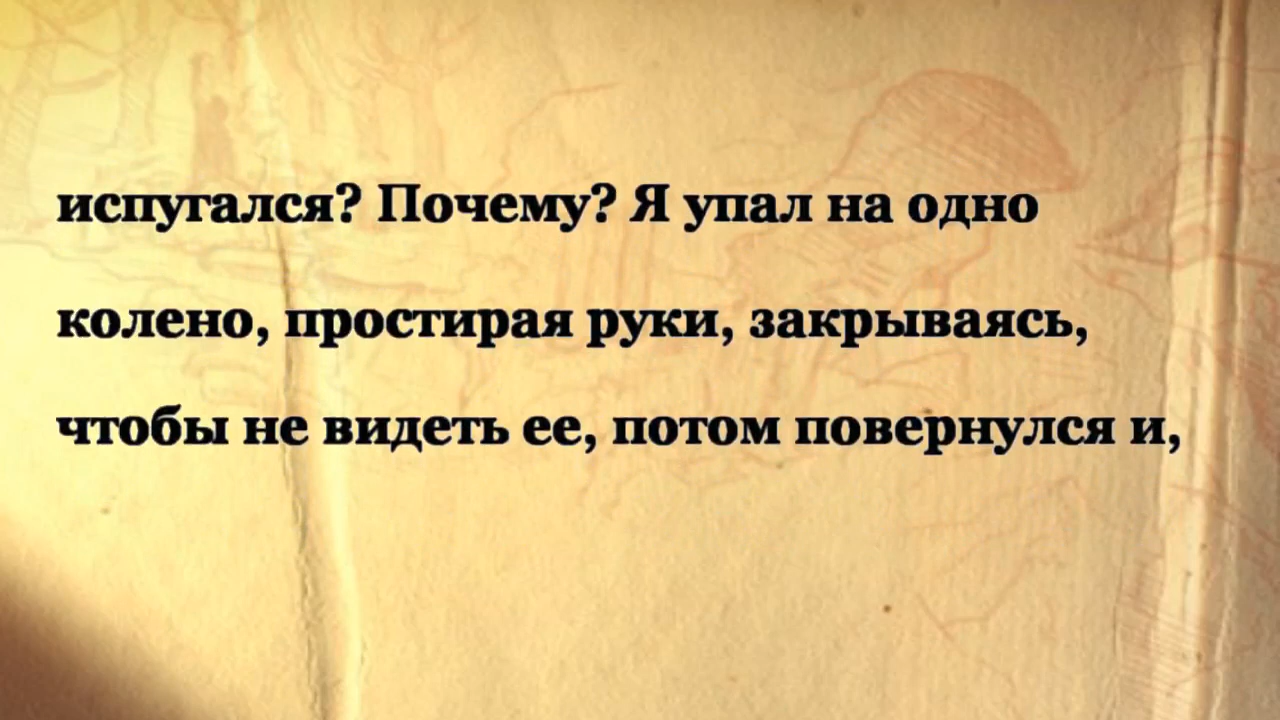 испугался? Почему? Я упал на одно
колено, простирая руки, закрываясь,
чтобы не видеть ее, потом повернулся и,